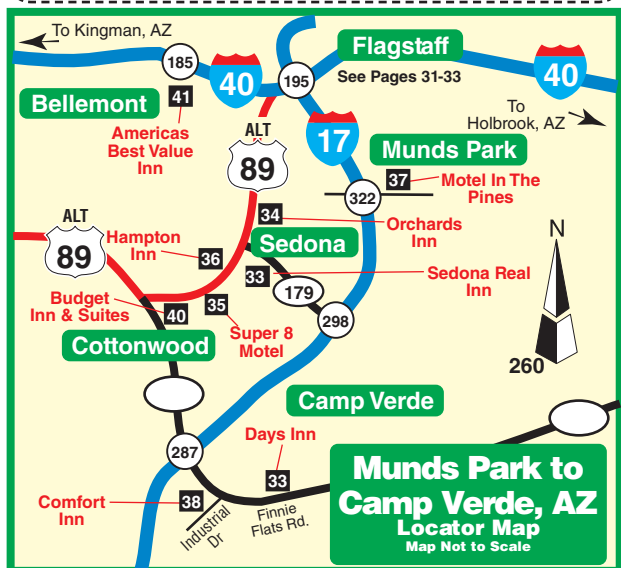 To Kingman, AZ
185
40
195
Flagstaff
See Pages 31-33
40
Bellemont
41
Americas
Best Value
Inn
To
Holbrook, AZ
17
ALT
89
Munds Park
37
Motel In The
Pines
322
34
Orchards
Inn
ALT
89
Hampton
Inn
36
Sedona
33
Sedona Real
Inn
179
298
Budget
Inn & Suites
40
35
Super 8
Motel
Cottonwood
N
260
Camp Verde
287
Days Inn
33
Comfort
Inn
38
Industrial
Dr
Finnie
Flats Rd.
Munds Park to
Camp Verde, AZ
Locator Map
Map Not to Scale